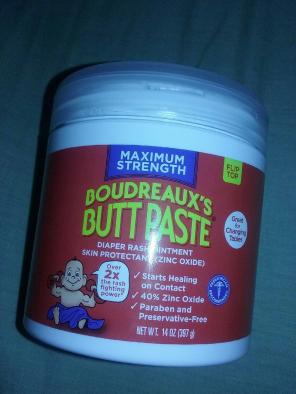 MAXIMUM
STRENGTH
FLIP
TOP
BOUDREAUX'S
BUTT PASTE
Great
for
Changing
Tables
DIAPER RASH OINTMENT
SKIN PROTECTANT (ZINC OXIDE)
Over
2x
the rash
fighting
power
✓ Starts Healing
on Contact
✓ 40% Zinc Oxide
✓ Paraben and
Preservative-Free
NET WT. 14 OZ (397g)